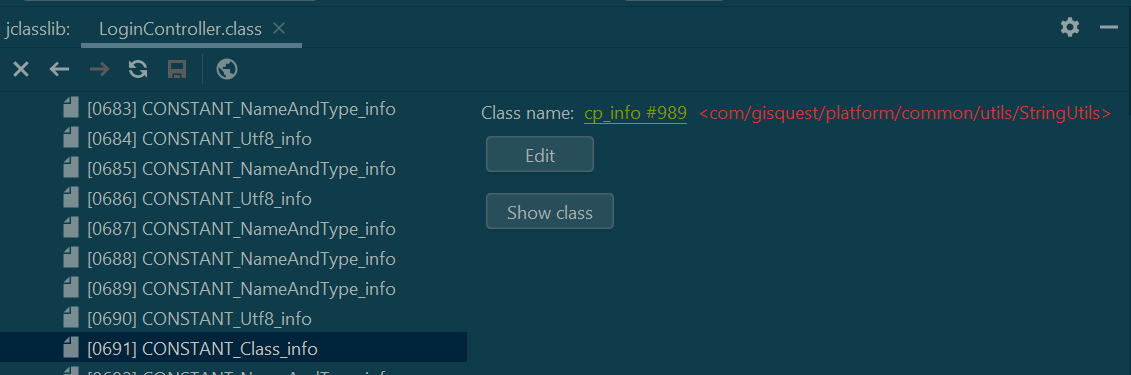 jclasslib: LoginController.class
[0683] CONSTANT_NameAndType_info
[0684] CONSTANT_Utf8_info
[0685] CONSTANT_NameAndType_info
[0686] CONSTANT_Utf8_info
[0687] CONSTANT_NameAndType_info
[0688] CONSTANT_NameAndType_info
[0689] CONSTANT_NameAndType_info
[0690] CONSTANT_Utf8_info
[0691] CONSTANT_Class_info
Class name: cp_info #989 <com/gisquest/platform/common/utils/StringUtils>
Edit
Show class